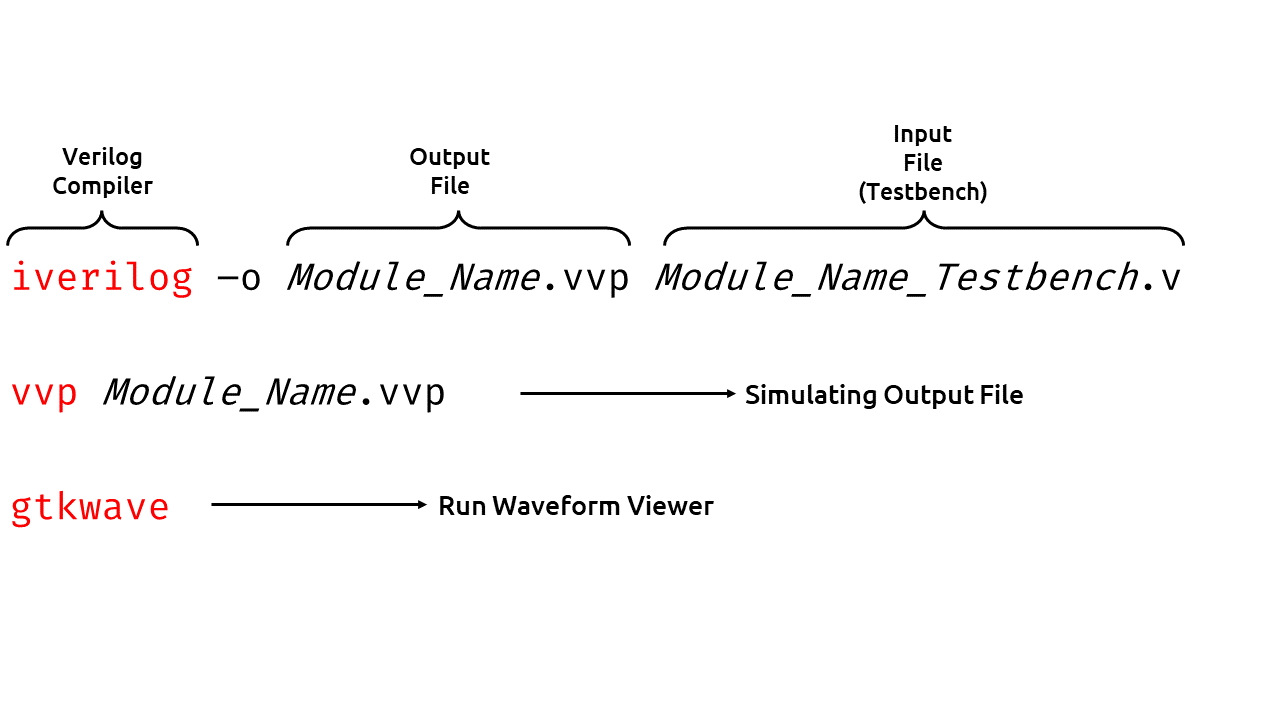 Verilog
Compiler
Output
File
Input
File
(Testbench)
iverilog –o Module_Name.vvp Module_Name_Testbench.v
vvp Module_Name.vvp
Simulating Output File
gtkwave
Run Waveform Viewer